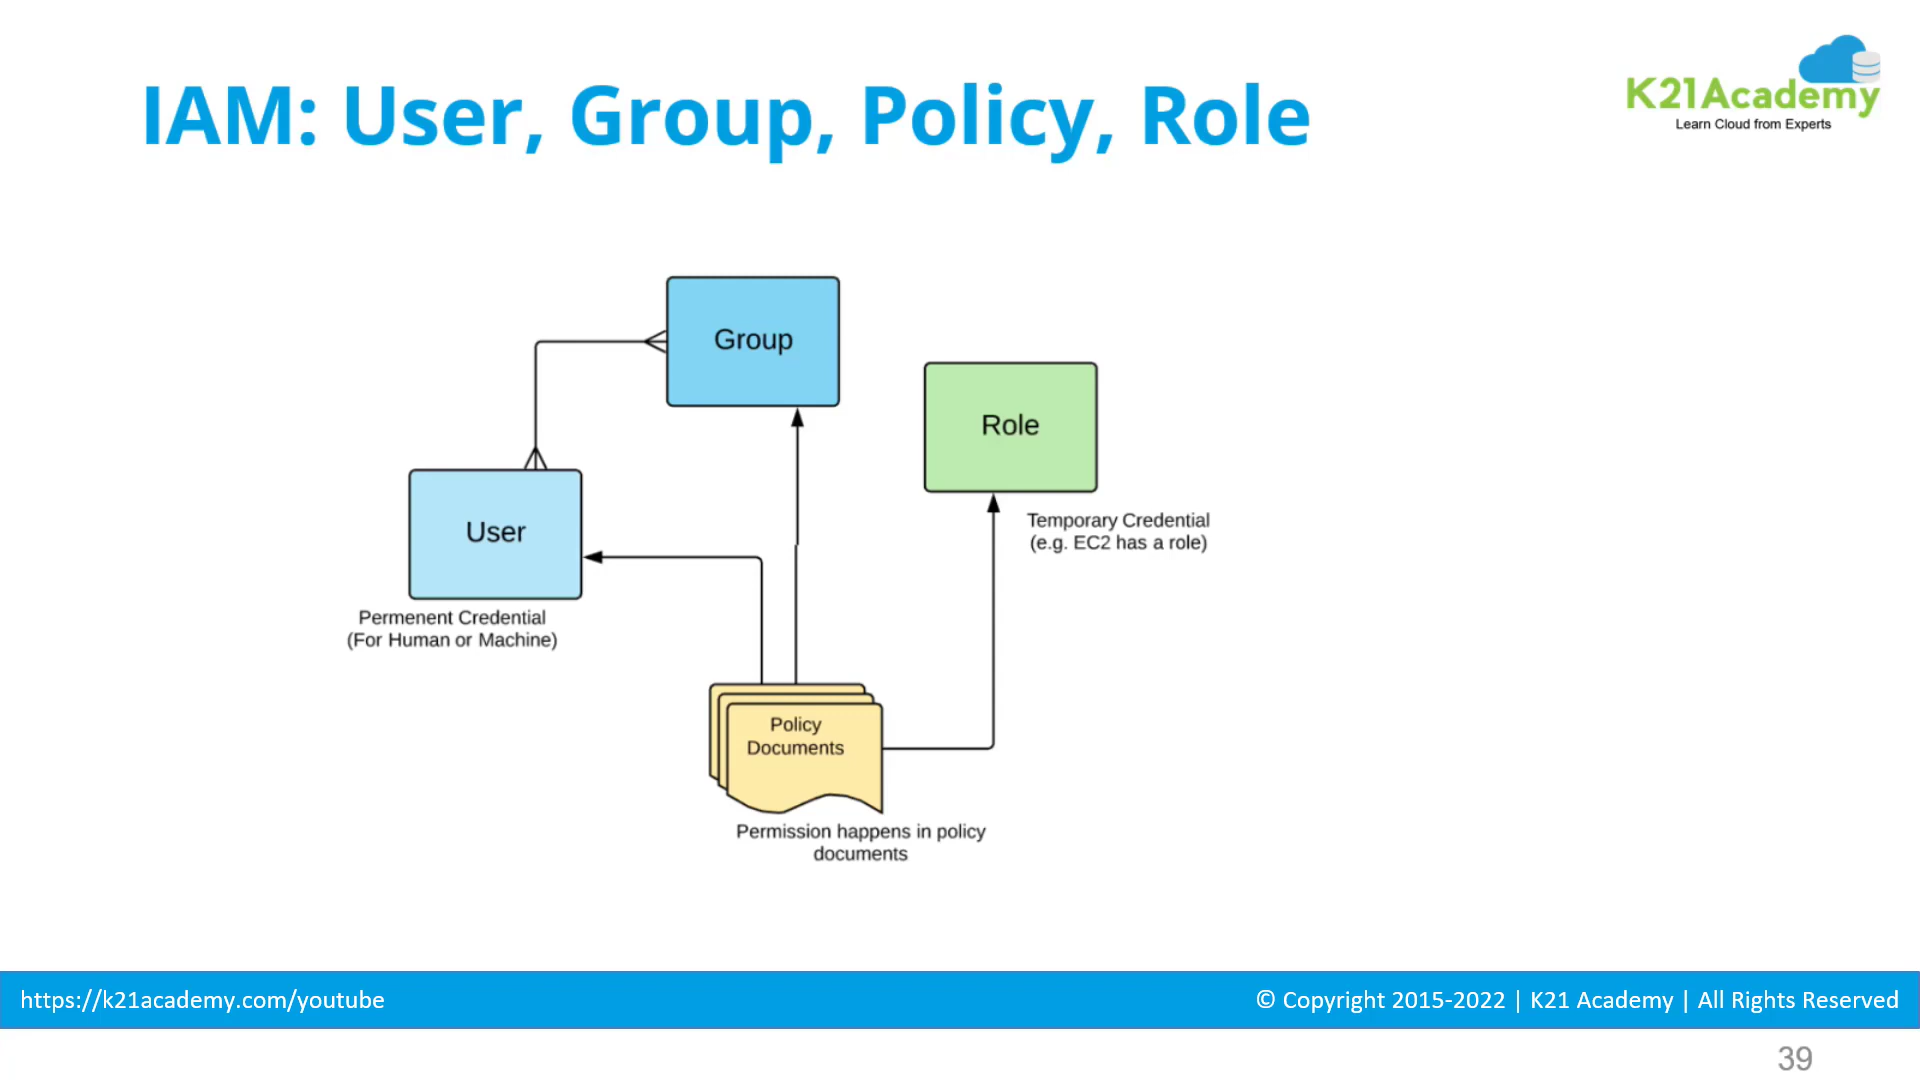 IAM: User, Group, Policy, Role
K21Academy
Learn Cloud from Experts
Group
Role
Temporary Credential
(e.g. EC2 has a role)
User
Permenent Credential
(For Human or Machine)
Policy
Documents
Permission happens in policy
documents
https://k21academy.com/youtube
© Copyright 2015-2022 | K21 Academy | All Rights Reserved
39